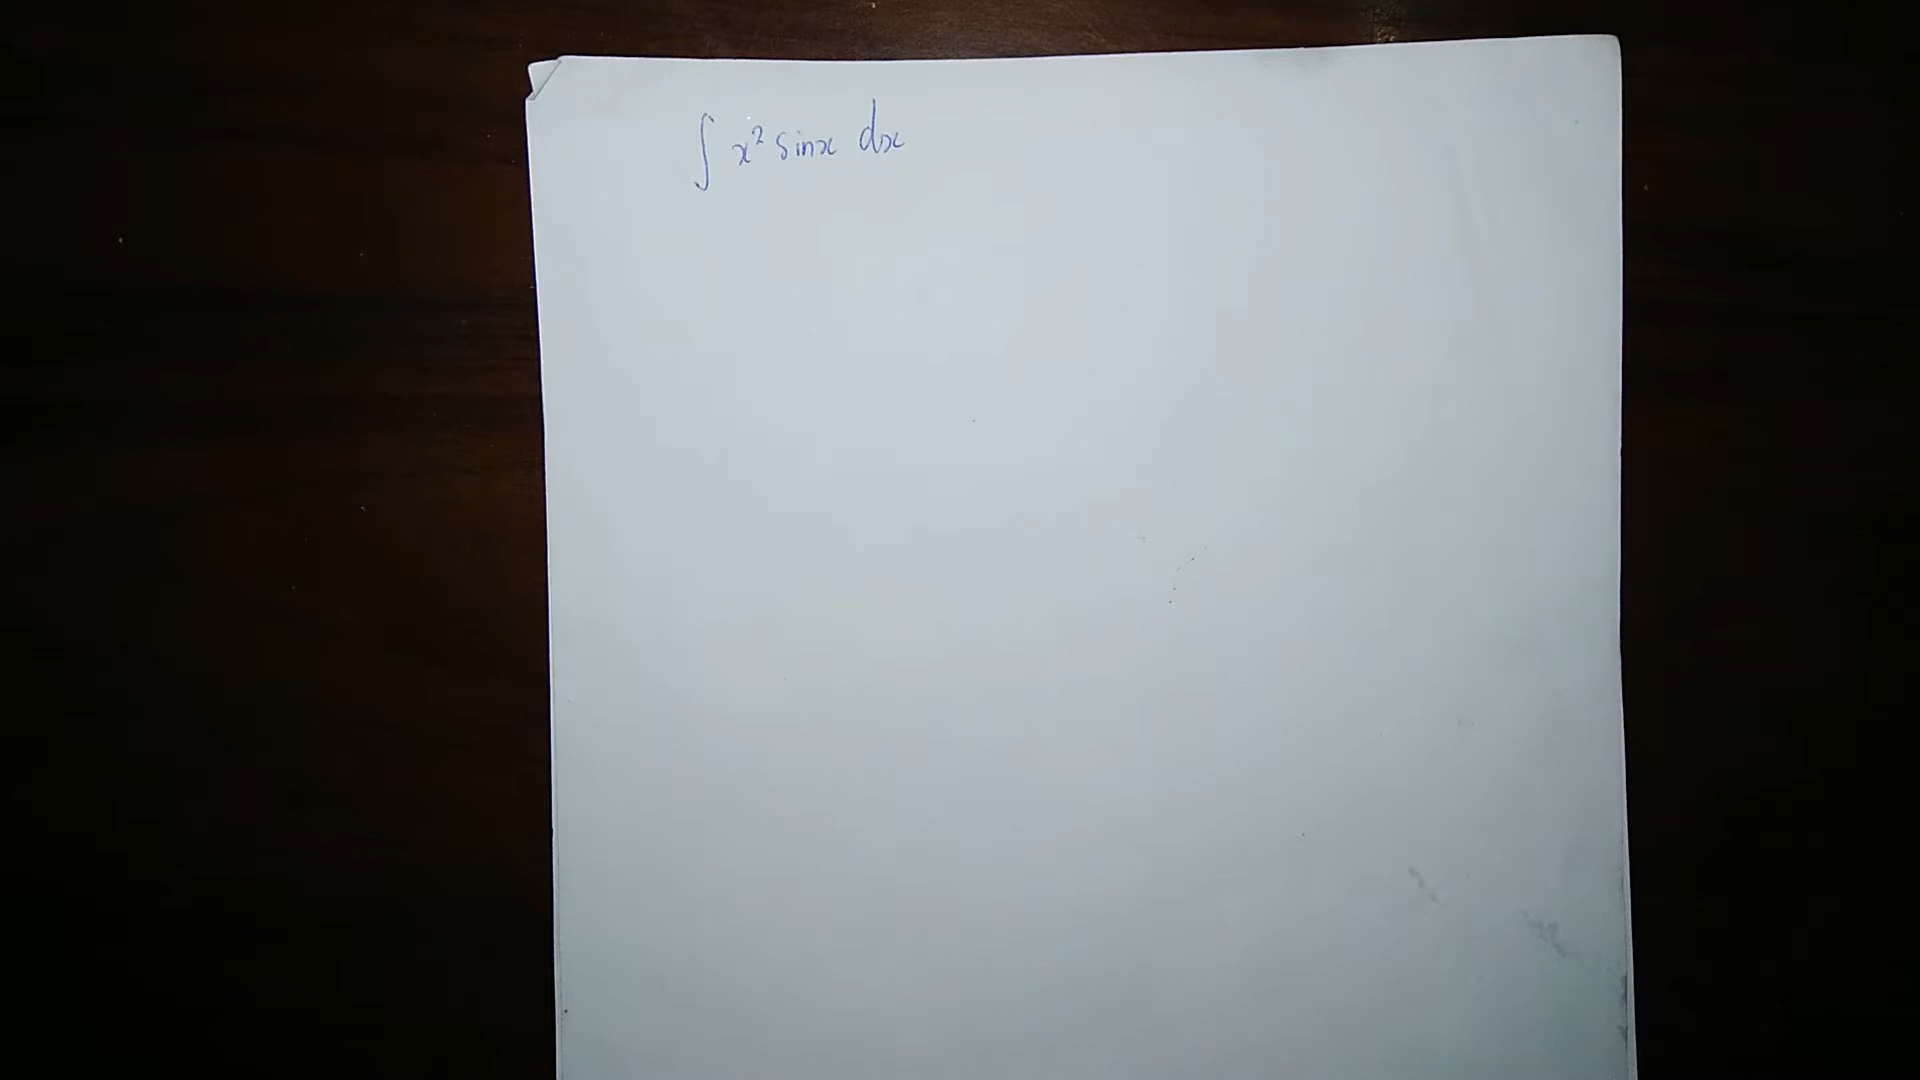 ∫ x² sinx dx